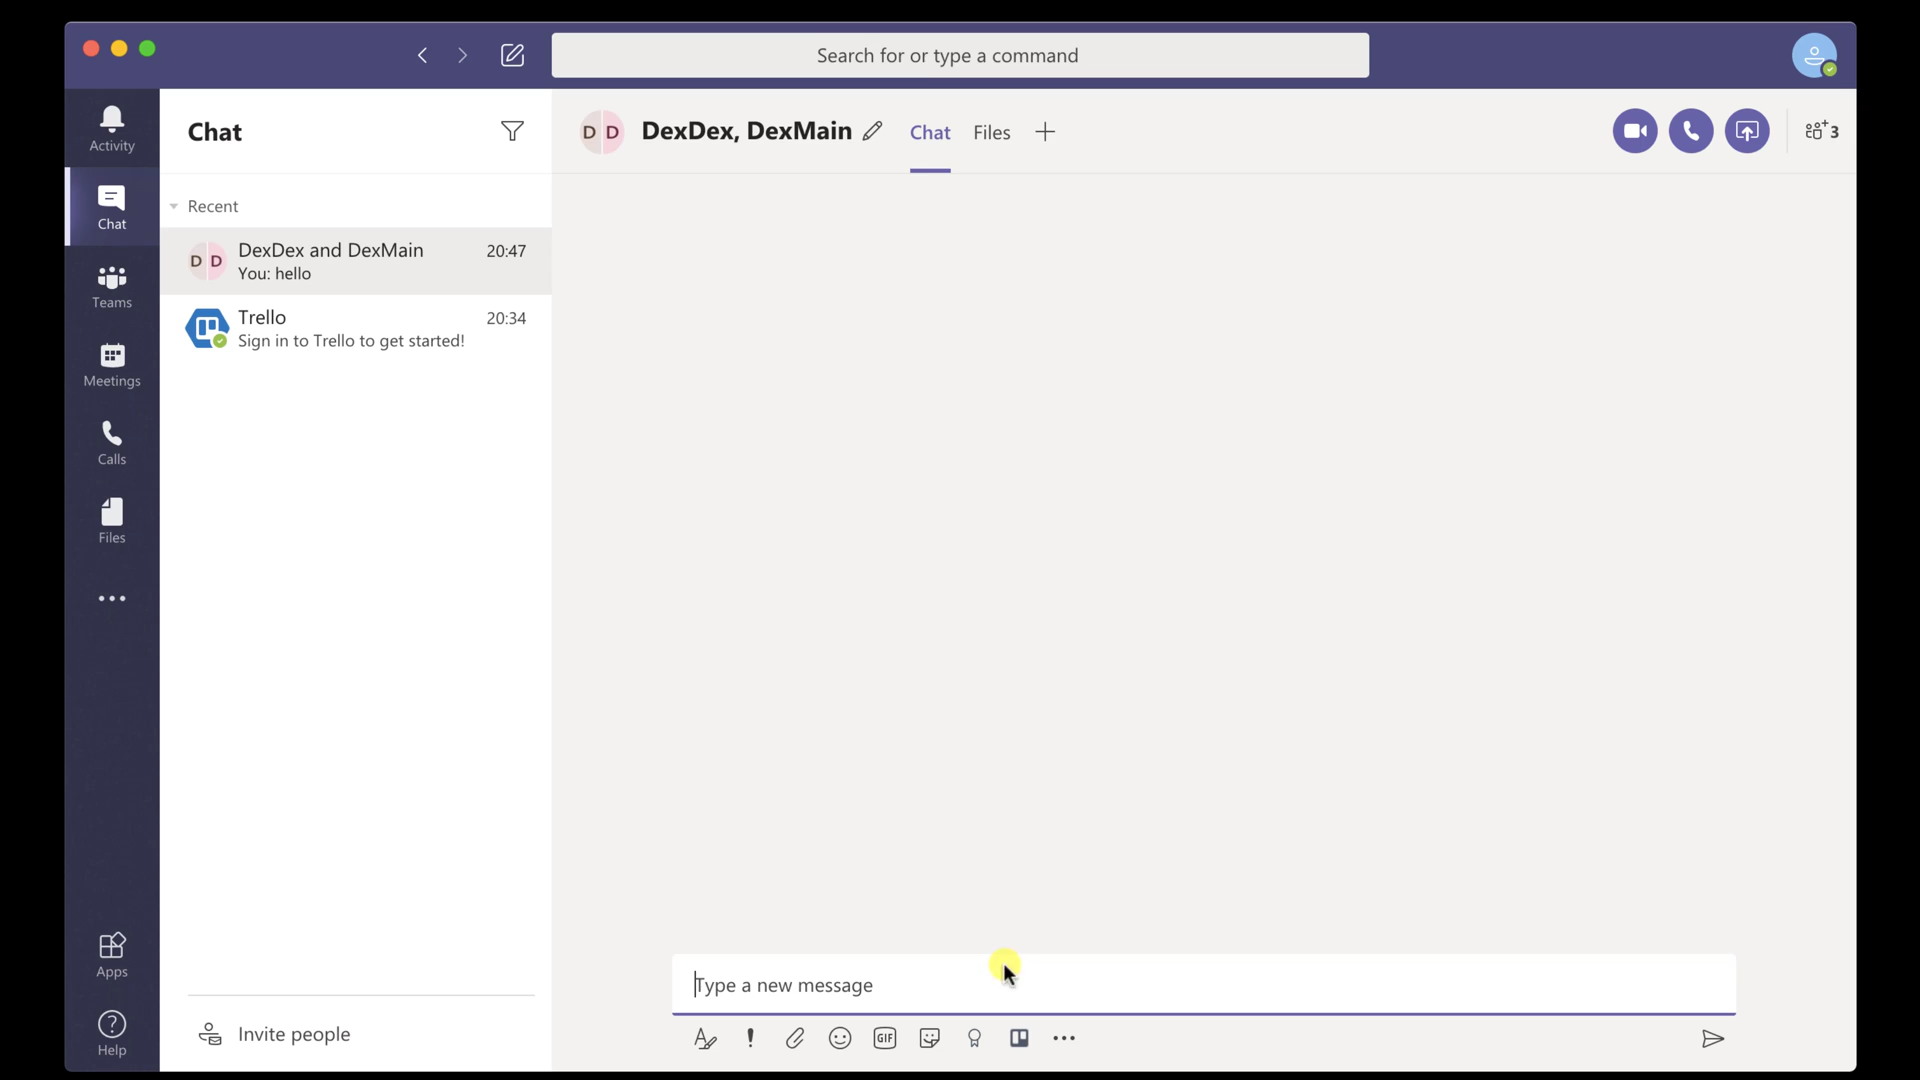 Search for or type a command
Activity
Chat
Teams
Meetings
Calls
Files
Apps
Help
Chat
Recent
D D
DexDex and DexMain
20:47
You: hello
Trello
20:34
Sign in to Trello to get started!
Invite people
D D
DexDex, DexMain
Chat
Files
3
Type a new message
GIF